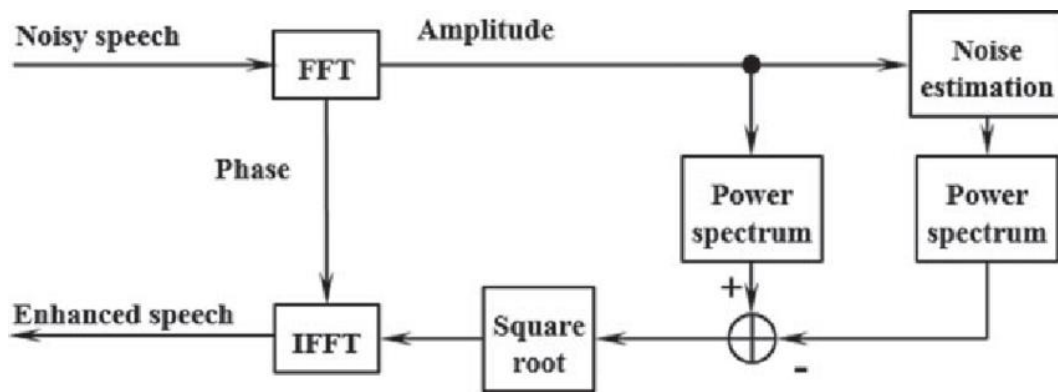 Noisy speech
FFT
Amplitude
Noise
estimation
Phase
Power
spectrum
Power
spectrum
+
-
Enhanced speech
IFFT
Square
root